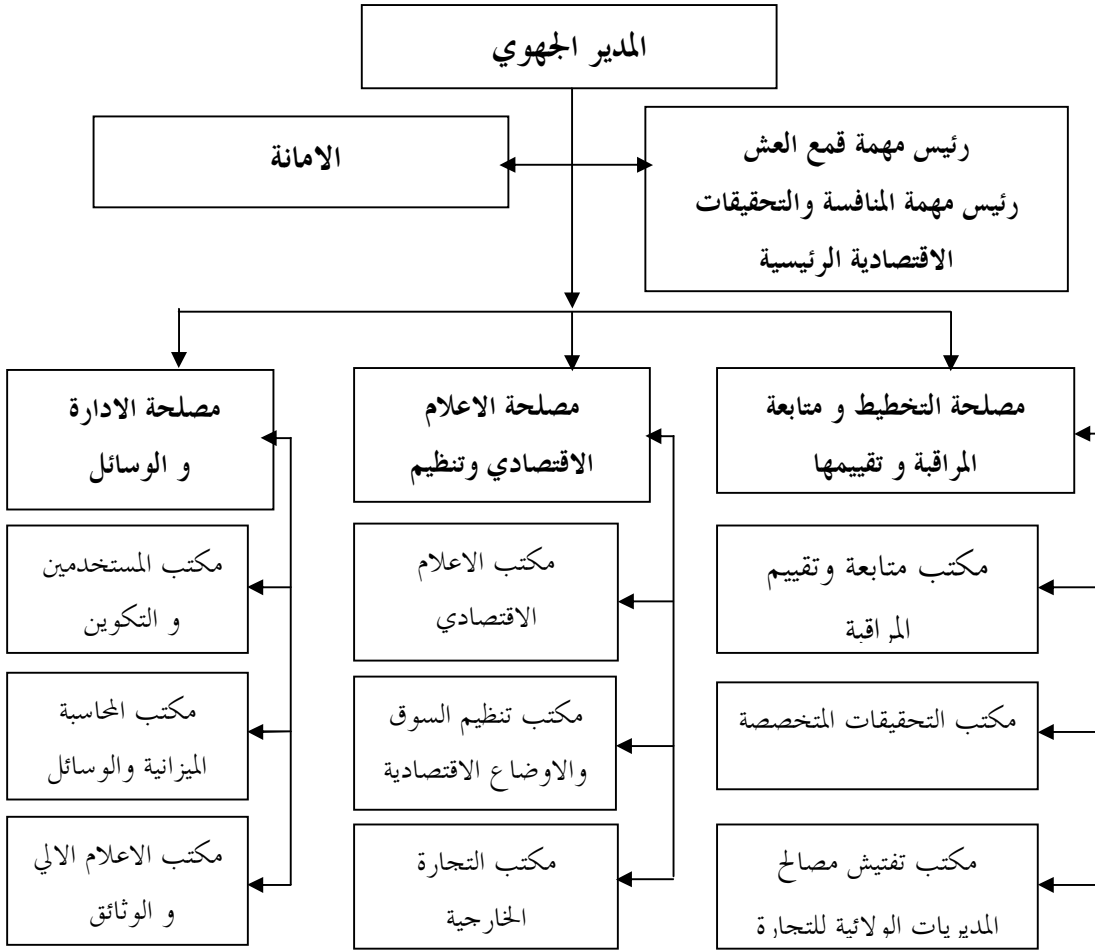 المدير الجهوي
رئيس مهمة قمع العش
رئيس مهمة المنافسة والتحقيقات
الاقتصادية الرئيسية
الامانة
مصلحة التخطيط و متابعة
المراقبة و تقييمها
مكتب متابعة وتقييم
المراقبة
مكتب التحقيقات المتخصصة
مكتب تفتيش مصالح
المديريات الولائية للتجارة
مصلحة الاعلام
الاقتصادي وتنظيم
مكتب الاعلام
الاقتصادي
مكتب تنظيم السوق
والاوضاع الاقتصادية
مكتب التجارة
الخارجية
مصلحة الادارة
و الوسائل
مكتب المستخدمين
و التكوين
مكتب المحاسبة
الميزانية والوسائل
مكتب الاعلام الالي
و الوثائق